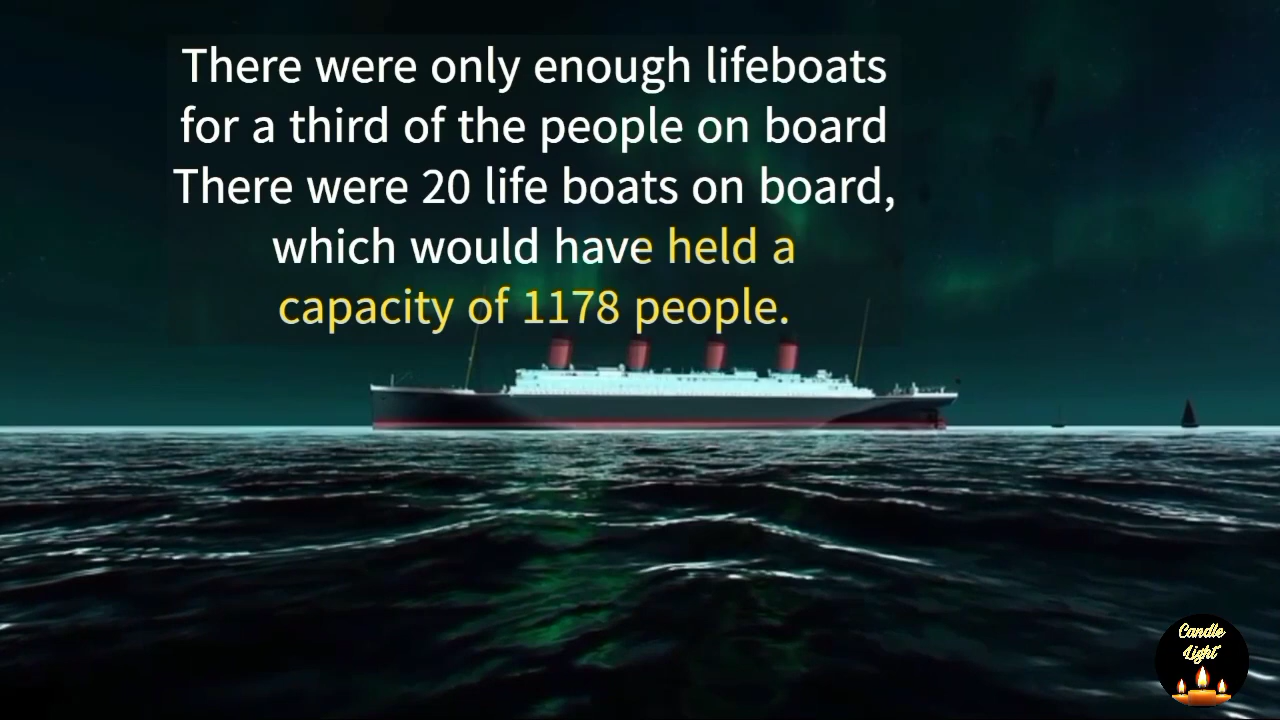 There were only enough lifeboats
for a third of the people on board
There were 20 life boats on board,
which would have held a
capacity of 1178 people.
Candle
Light